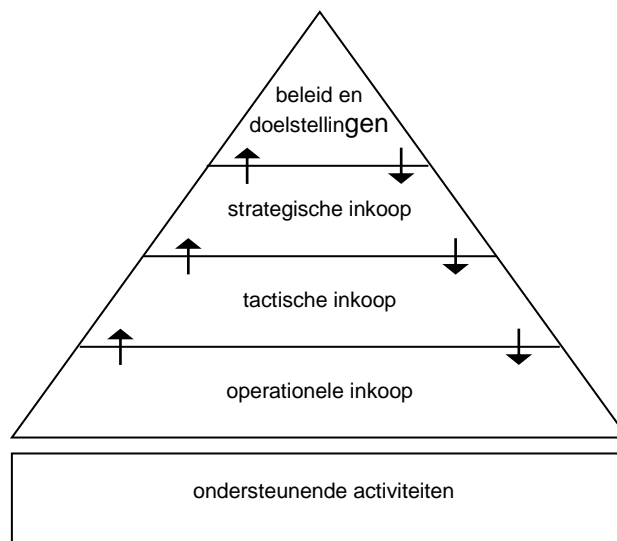 beleid en
doelstellingen
strategische inkoop
tactische inkoop
operationele inkoop
ondersteunende activiteiten